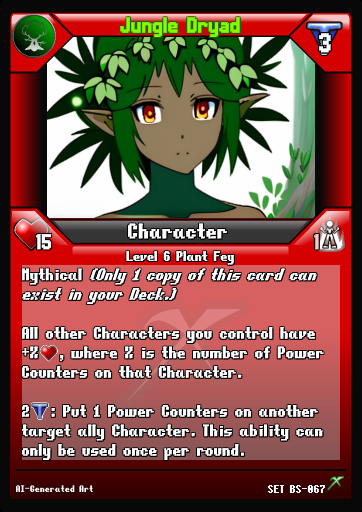 Jungle Dryad
3
Character
15
1
Level 6 Plant Fey
Mythical (Only 1 copy of this card can
exist in your Deck.)
All other Characters you control have
+X, where X is the number of Power
Counters on that Character.
2: Put 1 Power Counters on another
target ally Character. This ability can
only be used once per round.
AI-Generated Art
SET BS-067